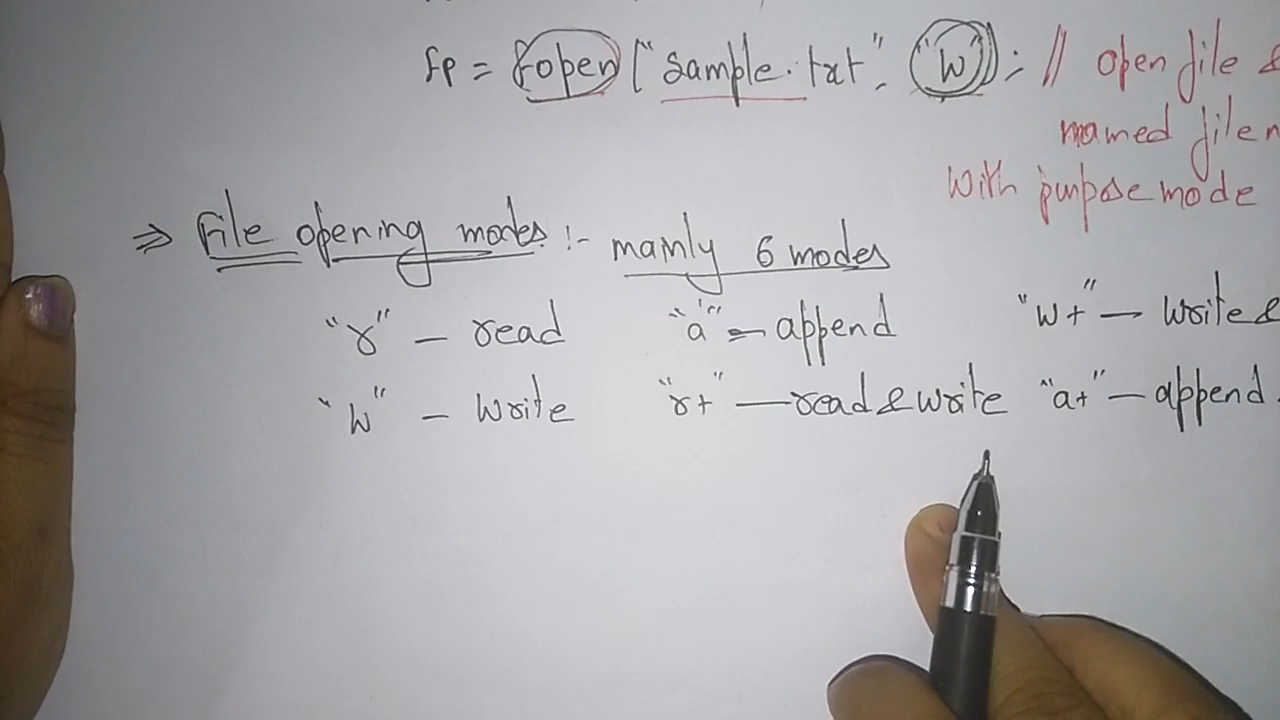 fp = fopen("sample.txt", "w"); // open file &
named file
with purpose mode
⇒ File opening modes :- mainly 6 modes
"r" — read "a" — append "w+" — write &
"w" — write "r+" — read & write "a+" — append